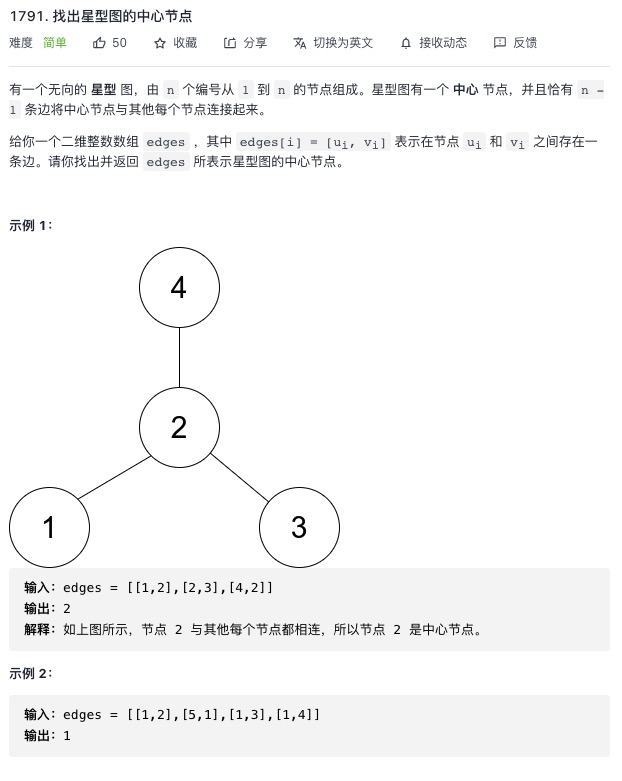 1791. 找出星型图的中心节点
难度 简单 50 收藏 分享 切换为英文 接收动态 反馈
有一个无向的 星型 图，由 n 个编号从 1 到 n 的节点组成。星型图有一个 中心 节点，并且恰有 n -
1 条边将中心节点与其他每个节点连接起来。
给你一个二维整数数组 edges ，其中 edges[i] = [ui, vi] 表示在节点 ui 和 vi 之间存在一
条边。请你找出并返回 edges 所表示星型图的中心节点。
示例 1：
4
2
1 3
输入：edges = [[1,2],[2,3],[4,2]]
输出：2
解释：如上图所示，节点 2 与其他每个节点都相连，所以节点 2 是中心节点。
示例 2：
输入：edges = [[1,2],[5,1],[1,3],[1,4]]
输出：1